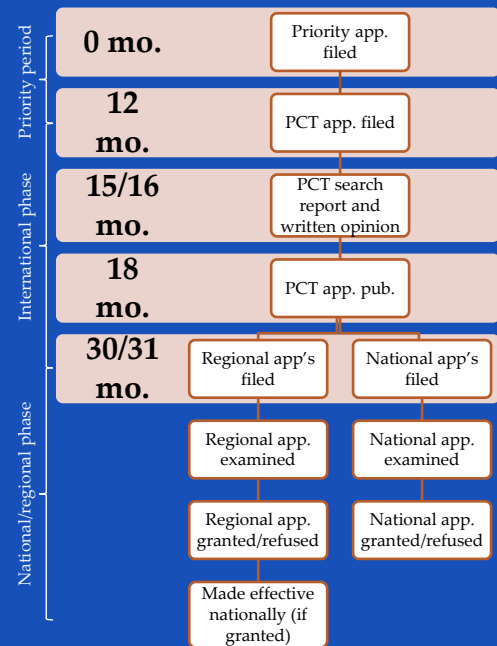 Priority period
0 mo.
Priority app.
filed
12
mo.
PCT app. filed
International phase
15/16
mo.
PCT search
report and
written opinion
18
mo.
PCT app. pub.
30/31
mo.
Regional app's
filed
National app's
filed
National/regional phase
Regional app.
examined
National app.
examined
Regional app.
granted/refused
National app.
granted/refused
Made effective
nationally (if
granted)